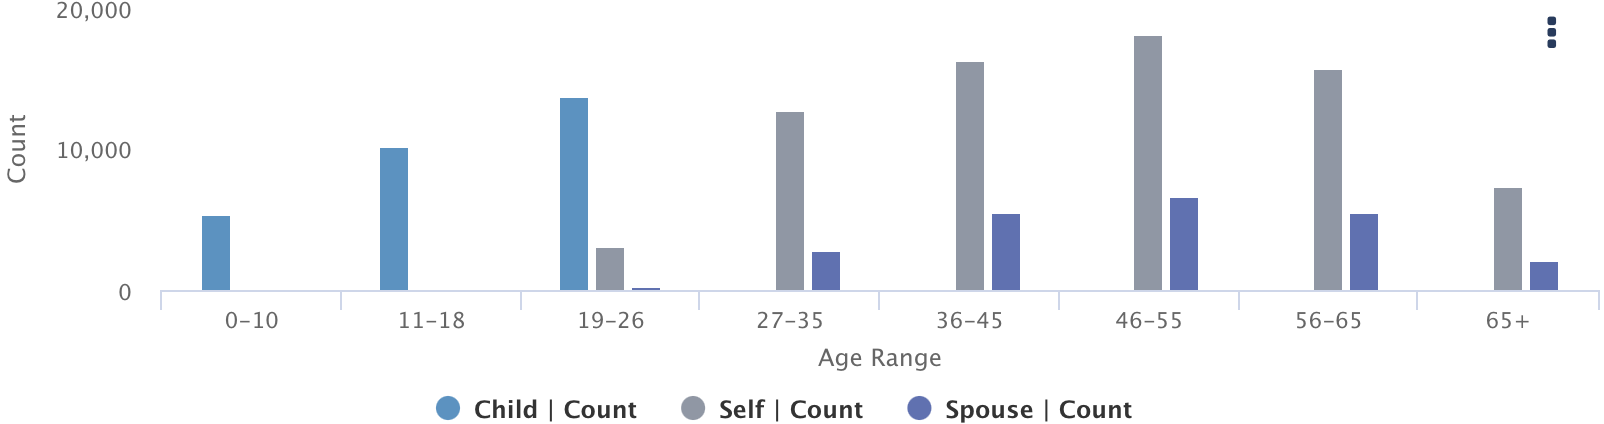 20,000
10,000
0
Count
0–10 11–18 19–26 27–35 36–45 46–55 56–65 65+
Age Range
Child | Count Self | Count Spouse | Count